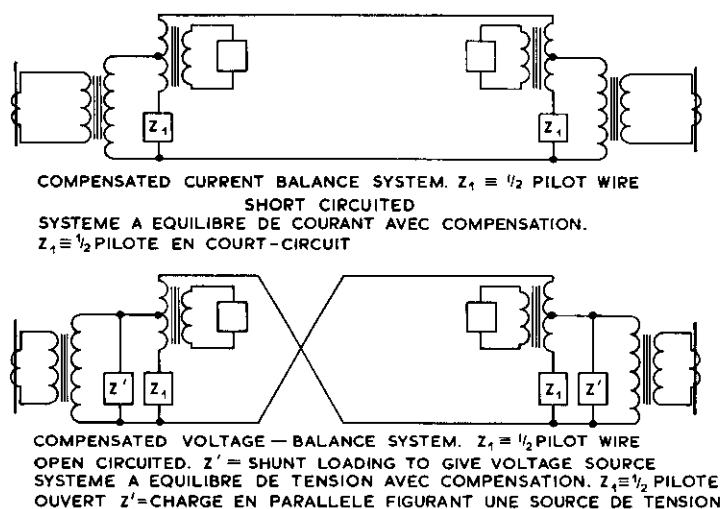 Z₁
Z₁
COMPENSATED CURRENT BALANCE SYSTEM. Z₁ ≡ ½ PILOT WIRE
SHORT CIRCUITED
SYSTEME A EQUILIBRE DE COURANT AVEC COMPENSATION.
Z₁ ≡ ½ PILOTE EN COURT-CIRCUIT
Z' Z₁
Z₁ Z'
COMPENSATED VOLTAGE — BALANCE SYSTEM. Z₁ ≡ ½ PILOT WIRE
OPEN CIRCUITED. Z' = SHUNT LOADING TO GIVE VOLTAGE SOURCE
SYSTEME A EQUILIBRE DE TENSION AVEC COMPENSATION. Z₁≡½ PILOTE
OUVERT Z'=CHARGE EN PARALLELE FIGURANT UNE SOURCE DE TENSION